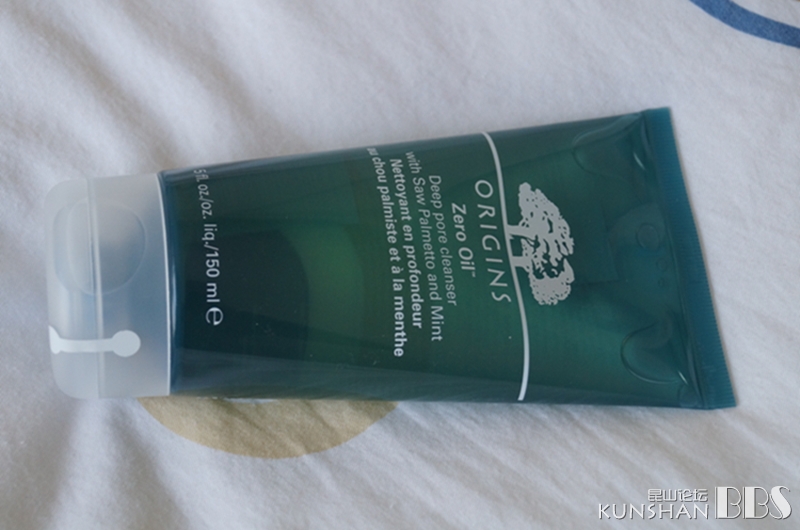 ORIGINS
Zero Oil™
Deep pore cleanser
with Saw Palmetto and Mint
Nettoyant en profondeur
au chou palmiste et à la menthe
5 fl. oz/oz. liq./150 ml e
昆山论坛
KUNSHAN BBS